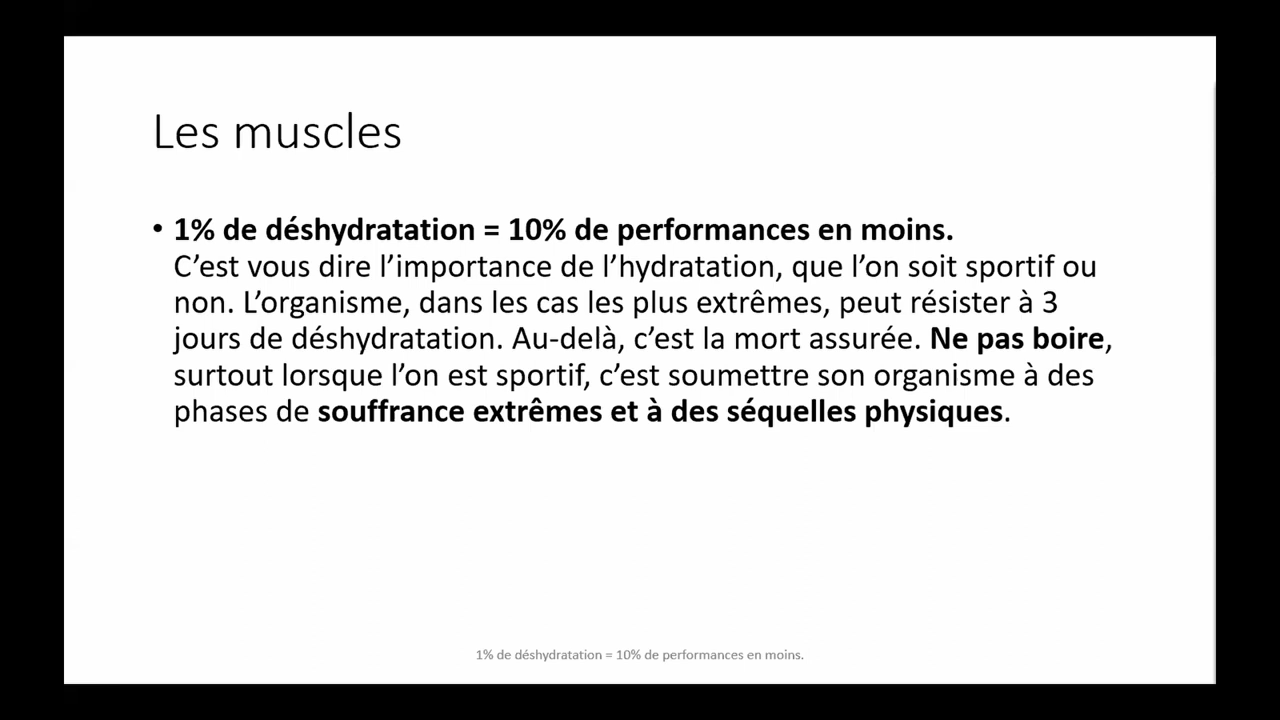 Les muscles
• 1% de déshydratation = 10% de performances en moins.
C’est vous dire l’importance de l’hydratation, que l’on soit sportif ou
non. L’organisme, dans les cas les plus extrêmes, peut résister à 3
jours de déshydratation. Au-delà, c’est la mort assurée. Ne pas boire,
surtout lorsque l’on est sportif, c’est soumettre son organisme à des
phases de souffrance extrêmes et à des séquelles physiques.
1% de déshydratation = 10% de performances en moins.